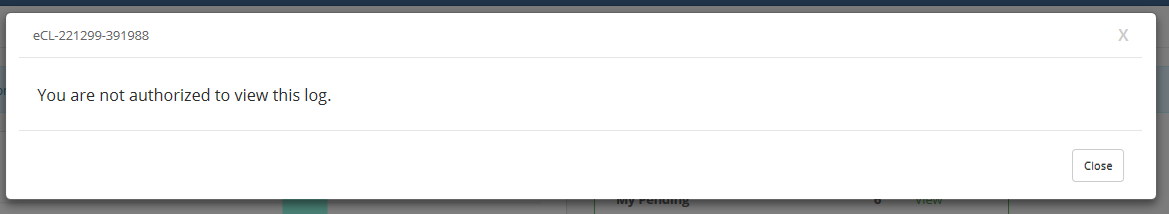 eCL-221299-391988
X
You are not authorized to view this log.
Close
My Pending 6 View